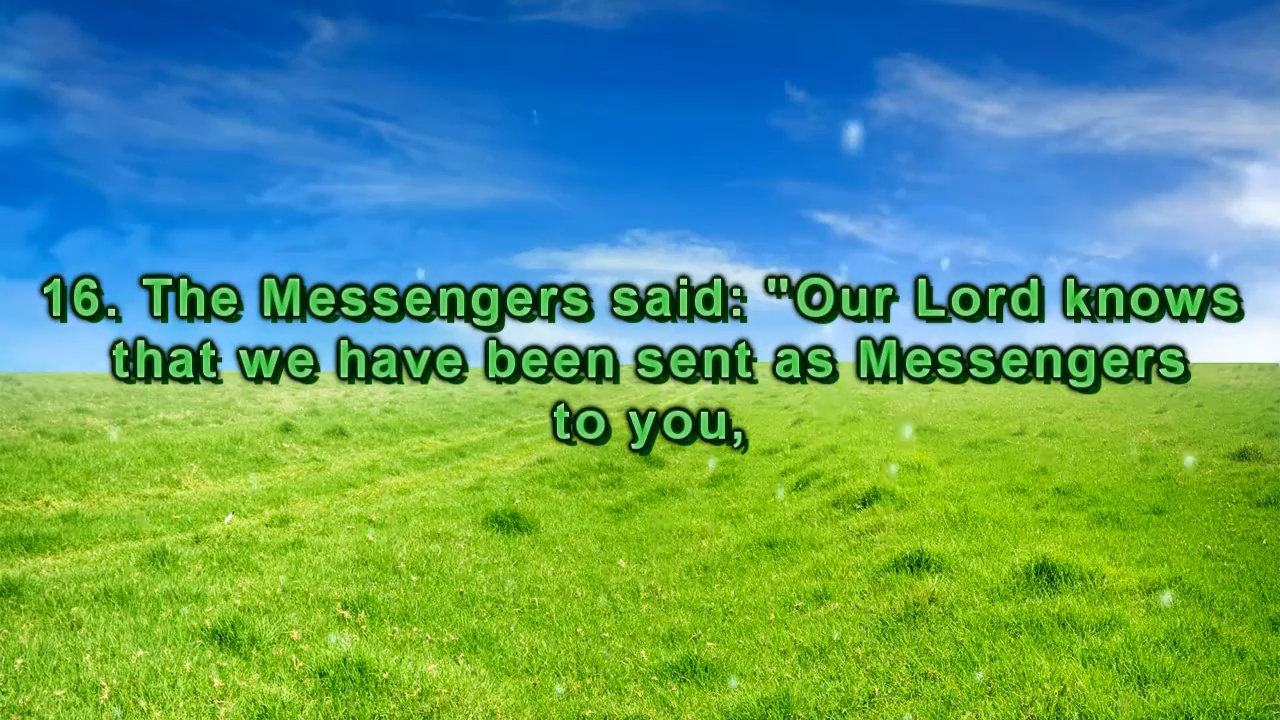 16. The Messengers said: "Our Lord knows
that we have been sent as Messengers
to you,